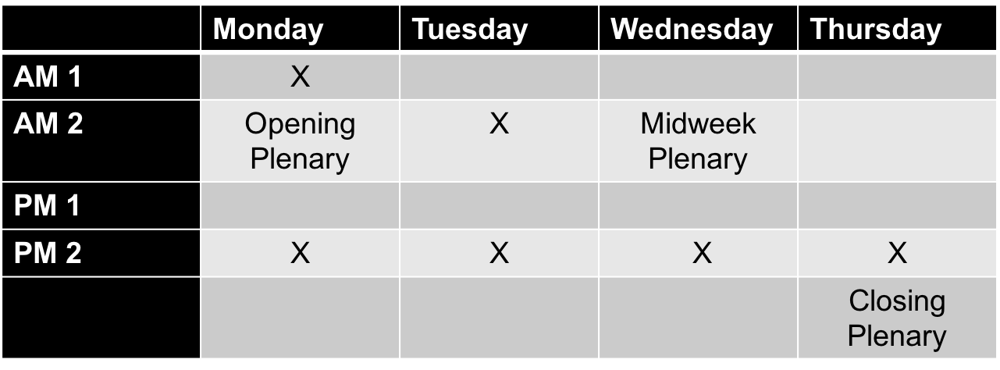 Monday Tuesday Wednesday Thursday
AM 1 X
AM 2 Opening X Midweek
Plenary Plenary
PM 1
PM 2 X X X X
Closing
Plenary